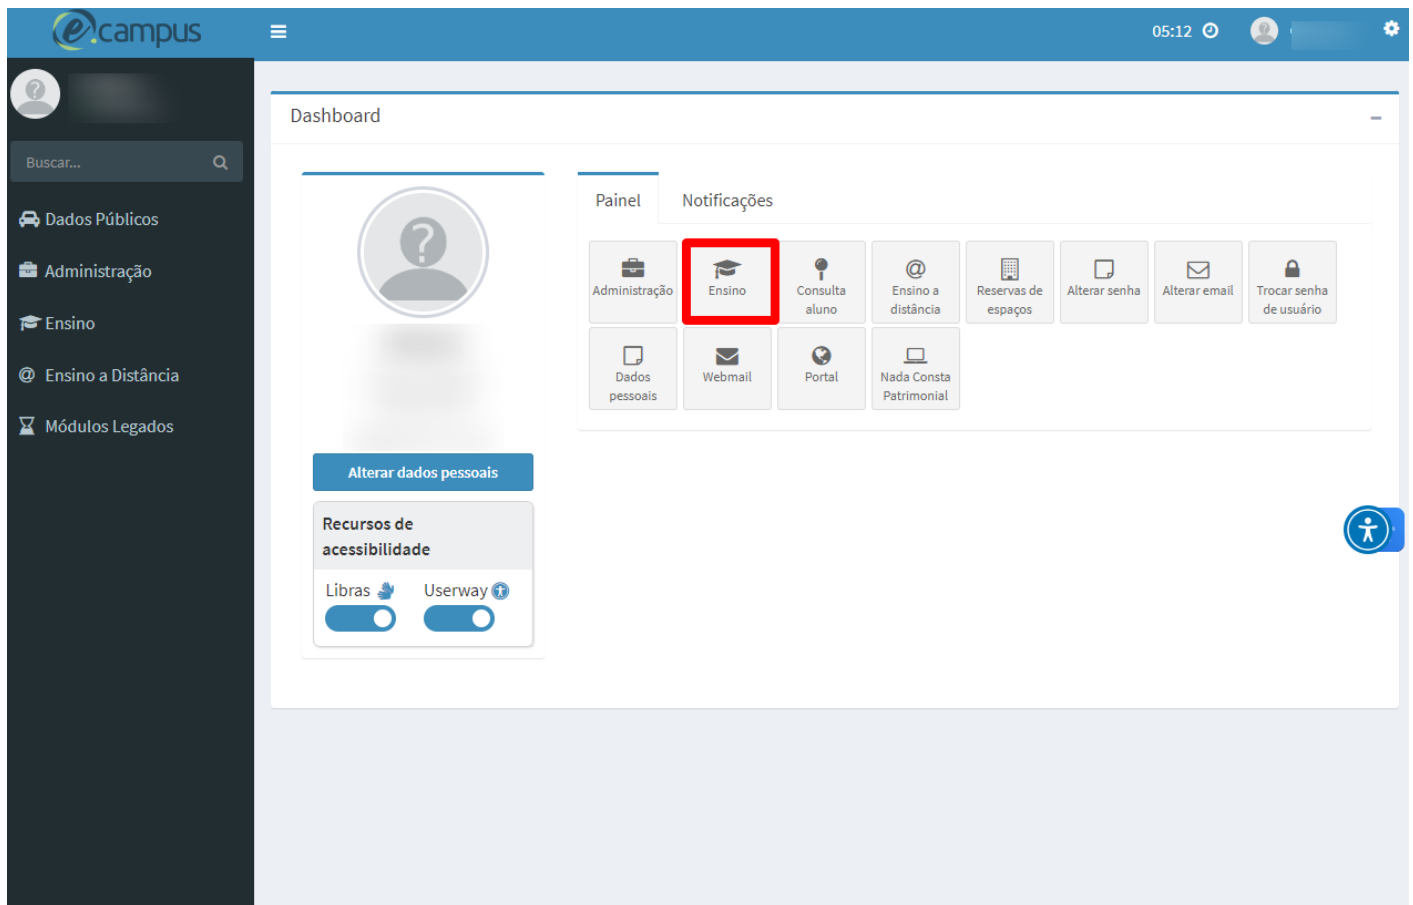 e.campus
05:12
Buscar...
Dados Públicos
Administração
Ensino
@ Ensino a Distância
Módulos Legados
Dashboard
Alterar dados pessoais
Recursos de
acessibilidade
Libras
Userway
Painel
Notificações
Administração
Ensino
Consulta
aluno
@
Ensino a
distância
Reservas de
espaços
Alterar senha
Alterar email
Trocar senha
de usuário
Dados
pessoais
Webmail
Portal
Nada Consta
Patrimonial